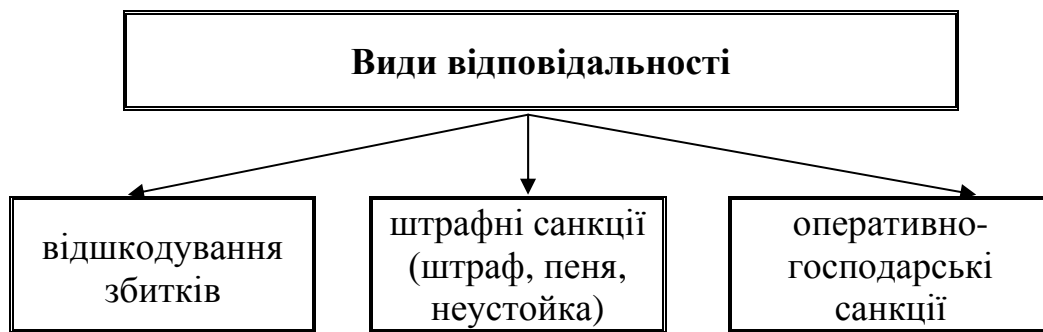 Види відповідальності
відшкодування
збитків
штрафні санкції
(штраф, пеня,
неустойка)
оперативно-
господарські
санкції